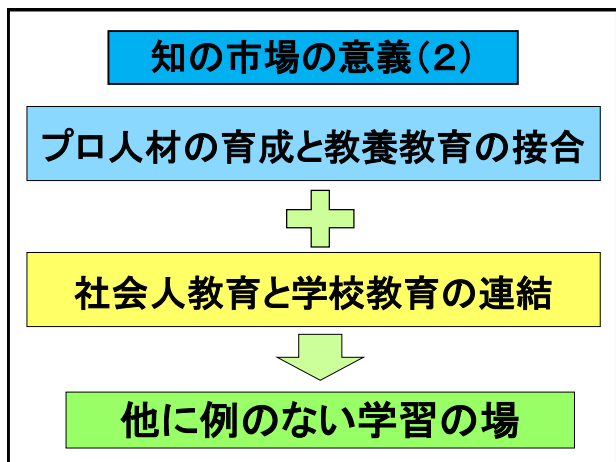 知の市場の意義(2)
プロ人材の育成と教養教育の接合
社会人教育と学校教育の連結
他に例のない学習の場